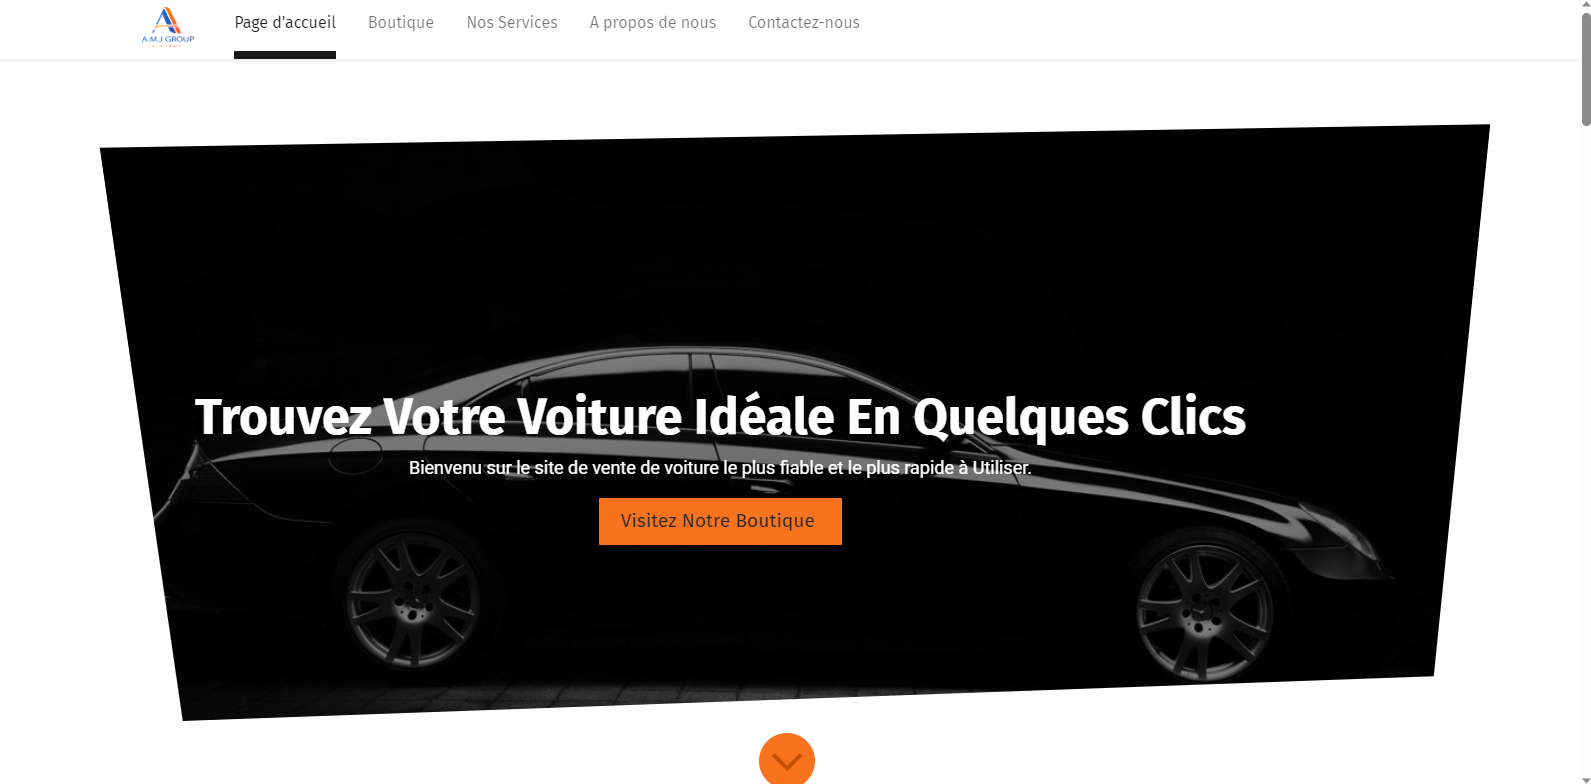 A.M.J GROUP
Page d'accueil
Boutique
Nos Services
A propos de nous
Contactez-nous
Trouvez Votre Voiture Idéale En Quelques Clics
Bienvenu sur le site de vente de voiture le plus fiable et le plus rapide à Utiliser.
Visitez Notre Boutique